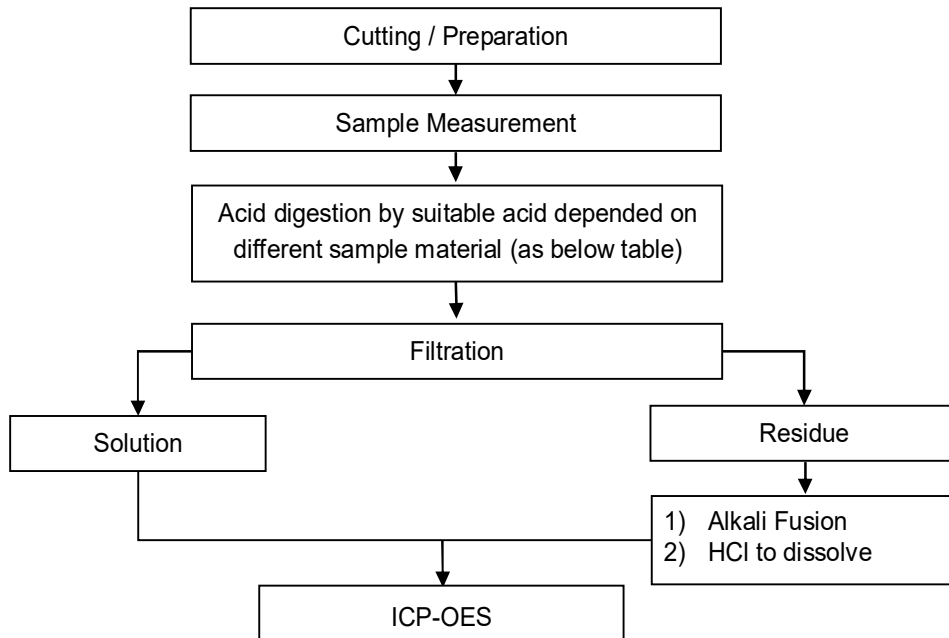 Cutting / Preparation
Sample Measurement
Acid digestion by suitable acid depended on
different sample material (as below table)
Filtration
Solution
Residue
1) Alkali Fusion
2) HCl to dissolve
ICP-OES